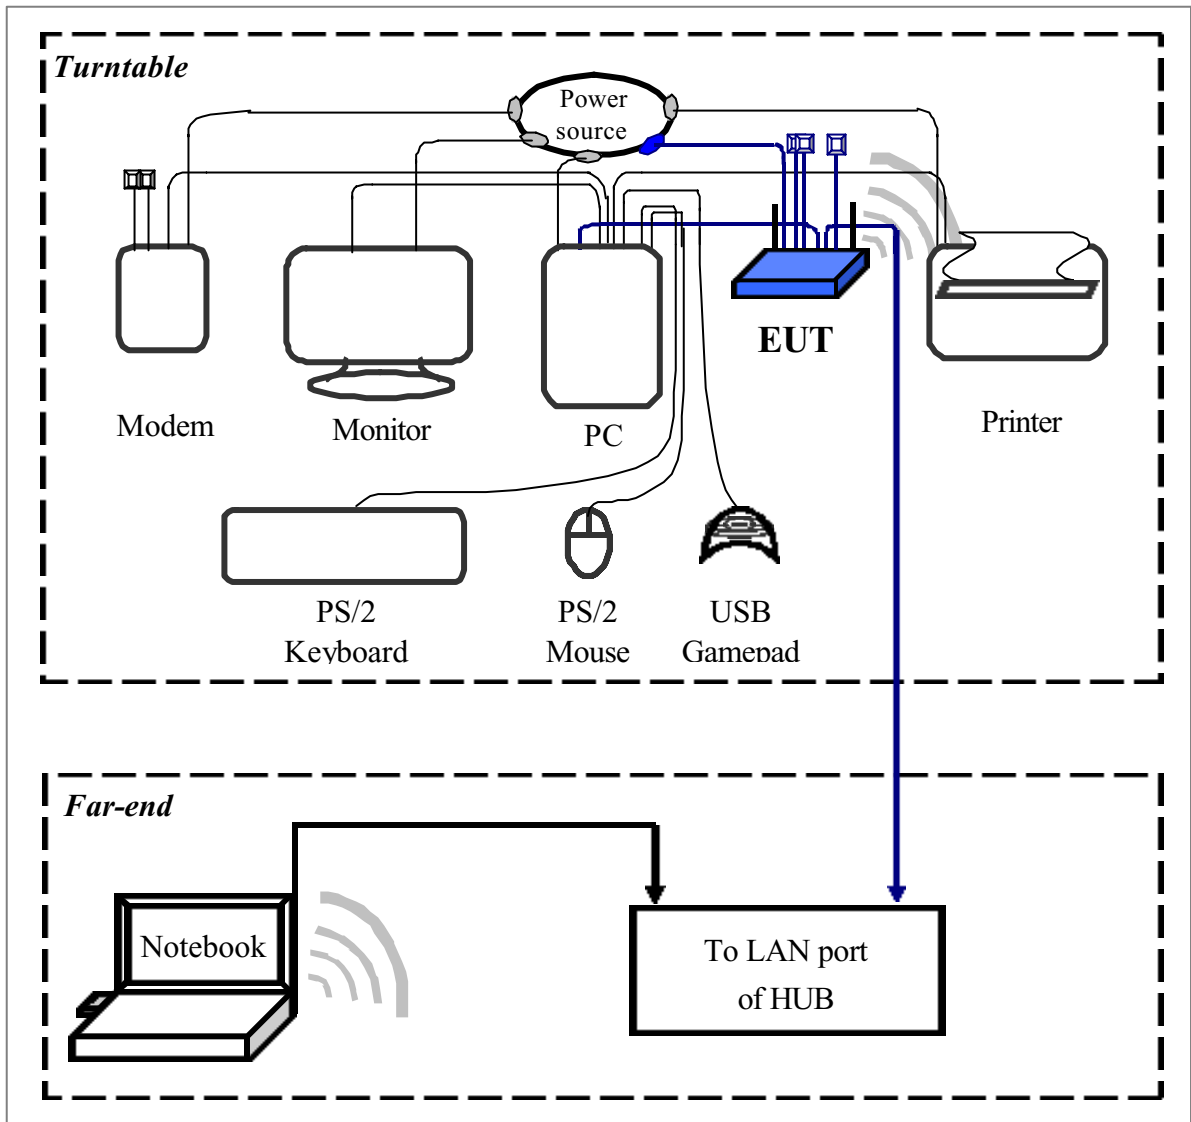 Turntable
Power
source
EUT
Modem
Monitor
PC
Printer
PS/2
Keyboard
PS/2
Mouse
USB
Gamepad
Far-end
Notebook
To LAN port
of HUB